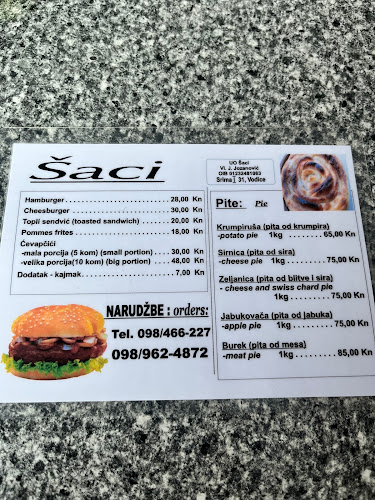 Šaci
Hamburger . . . . . . . . . . . . . . . . . . . . . . . . 28,00 Kn
Cheesburger . . . . . . . . . . . . . . . . . . . . . . . 30,00 Kn
Topli sendvič (toasted sandwich) . . . . . . . . 20,00 Kn
Pommes frites . . . . . . . . . . . . . . . . . . . . . . 18,00 Kn
Čevapčići
-mala porcija (5 kom) (small portion) . . . . 30,00 Kn
-velika porcija(10 kom) (big portion) . . . . . 48,00 Kn
Dodatak - kajmak . . . . . . . . . . . . . . . . . . . . 7,00 Kn
NARUDŽBE : orders:
Tel. 098/466-227
098/962-4872
UO Šaci
Vl. J. Jozanović
Srima I 31, Vodice
Pite: Pie
Krumpiruša (pita od krumpira)
-potato pie 1kg . . . . . . . 65,00 Kn
Sirnica (pita od sira)
-cheese pie 1kg . . . . . . . 75,00 Kn
Zeljanica (pita od blitve i sira)
- cheese and swiss chard pie
1kg . . . . . . . . . 75,00 Kn
Jabukovača (pita od jabuka)
-apple pie 1kg . . . . . . . . 75,00 Kn
Burek (pita od mesa)
-meat pie 1kg . . . . . . . . . 85,00 Kn